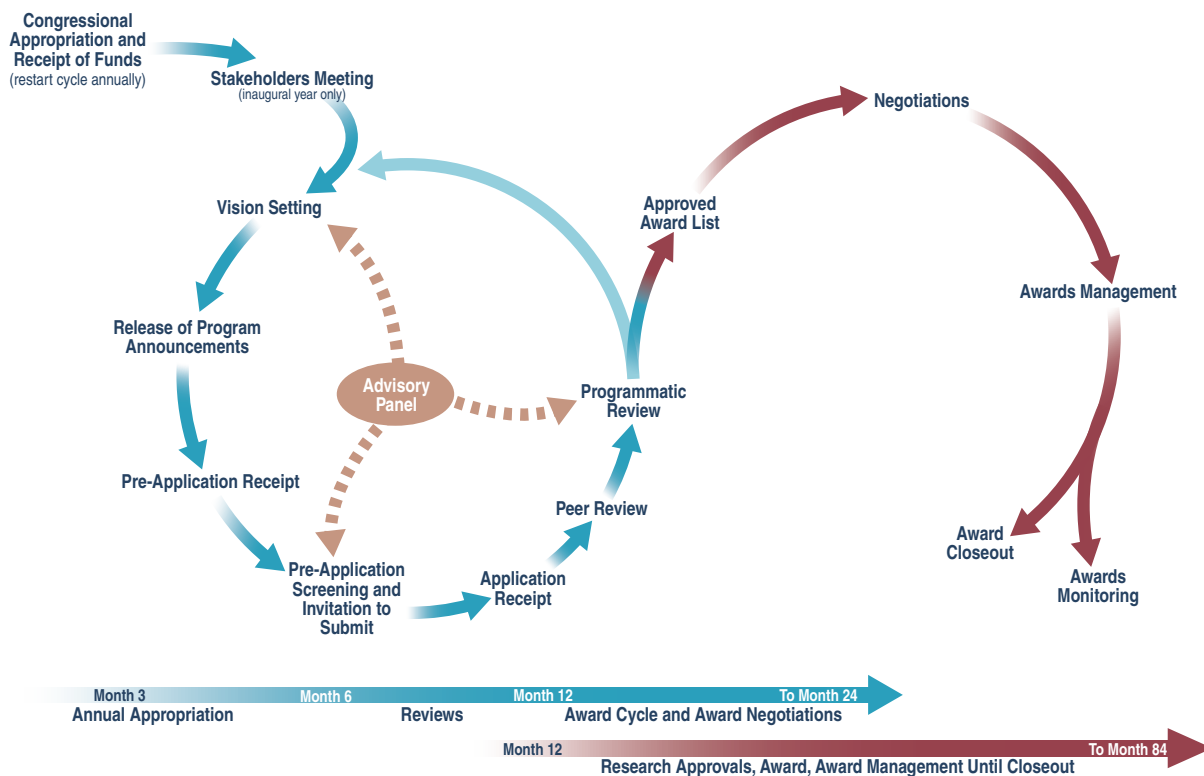 Congressional
Appropriation and
Receipt of Funds
(restart cycle annually)
Stakeholders Meeting
(inaugural year only)
Vision Setting
Release of Program
Announcements
Pre-Application Receipt
Pre-Application
Screening and
Invitation to
Submit
Advisory
Panel
Application
Receipt
Peer Review
Programmatic
Review
Approved
Award List
Negotiations
Awards Management
Award
Closeout
Awards
Monitoring
Month 3
Month 6
Month 12
To Month 24
Annual Appropriation
Reviews
Award Cycle and Award Negotiations
Month 12
To Month 84
Research Approvals, Award, Award Management Until Closeout